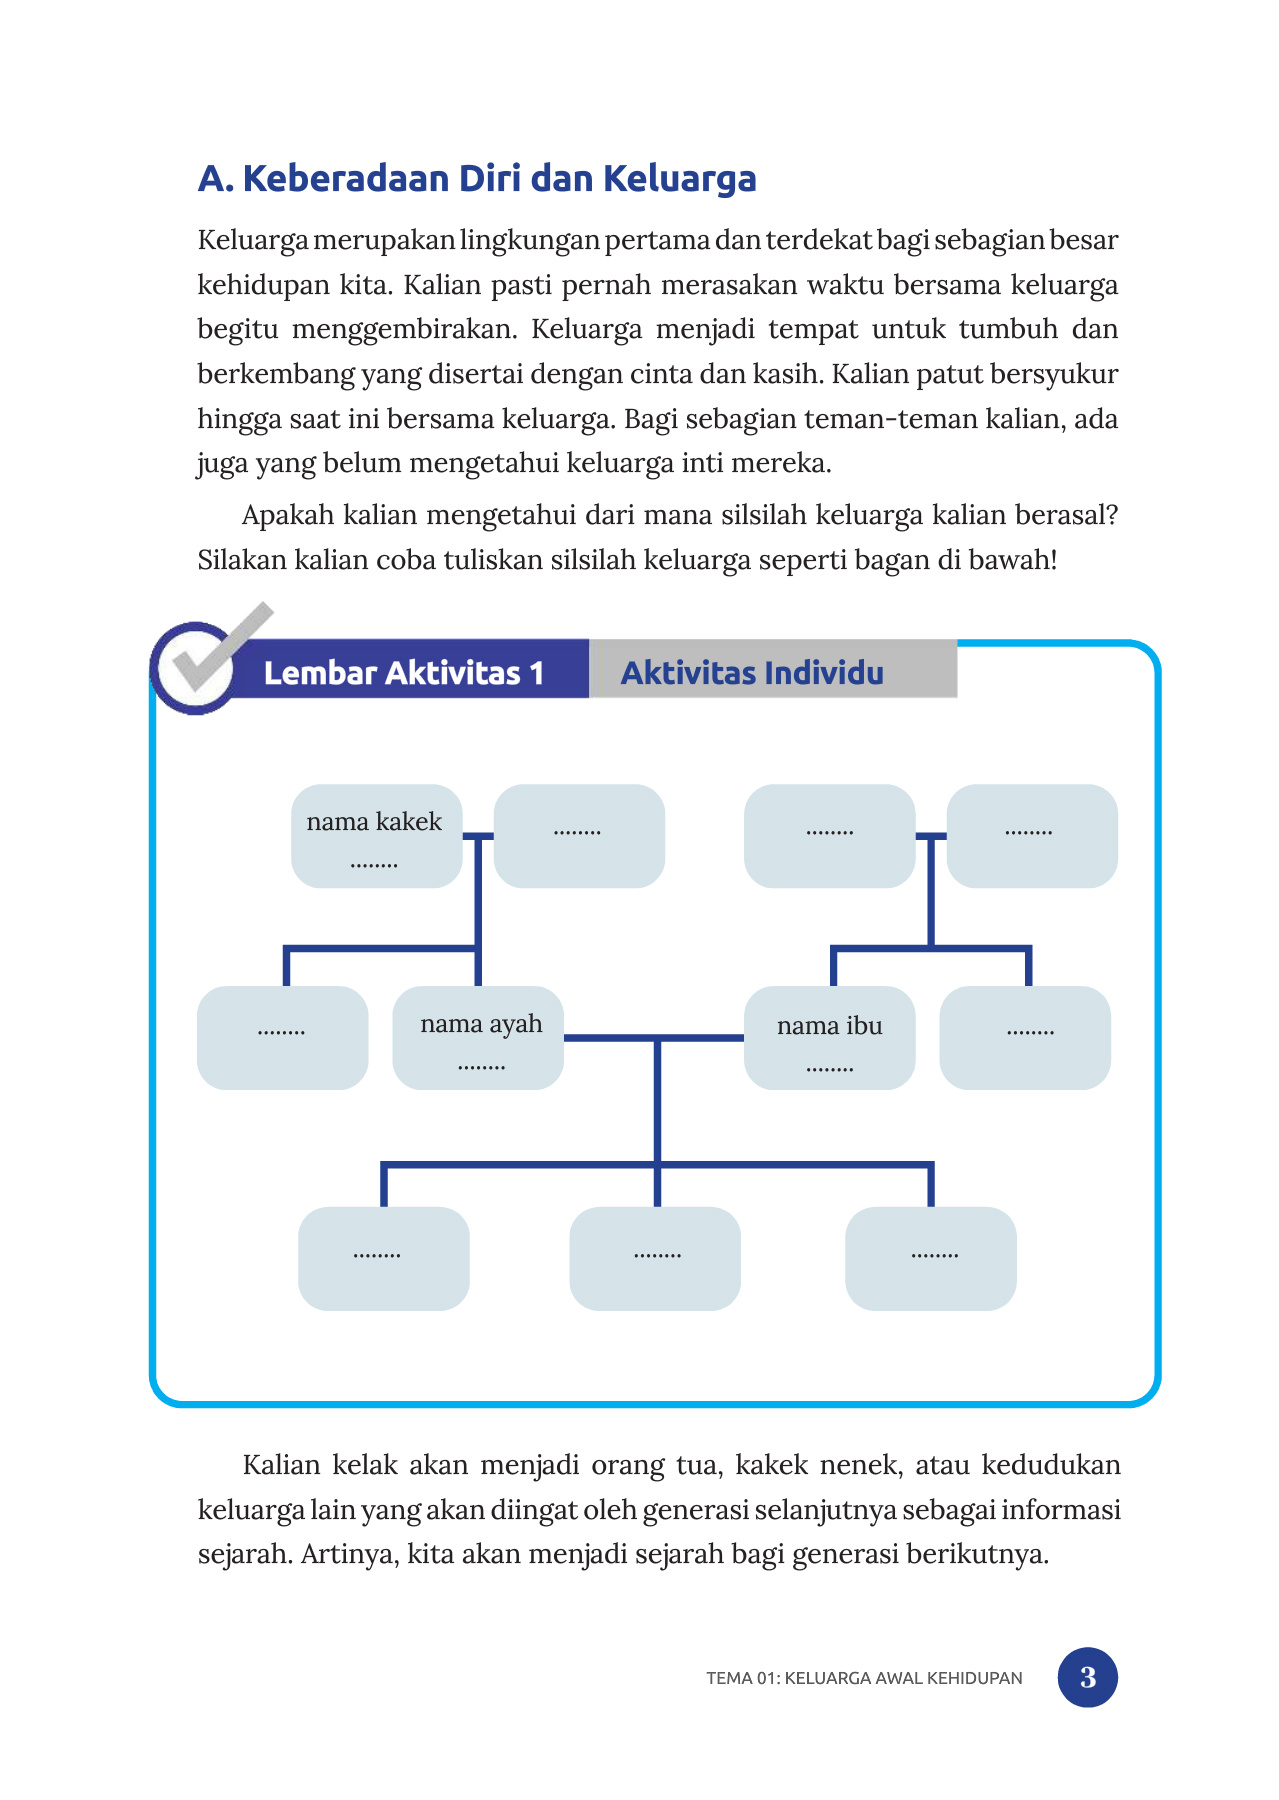 A. Keberadaan Diri dan Keluarga
Keluarga merupakan lingkungan pertama dan terdekat bagi sebagian besar
kehidupan kita. Kalian pasti pernah merasakan waktu bersama keluarga
begitu menggembirakan. Keluarga menjadi tempat untuk tumbuh dan
berkembang yang disertai dengan cinta dan kasih. Kalian patut bersyukur
hingga saat ini bersama keluarga. Bagi sebagian teman-teman kalian, ada
juga yang belum mengetahui keluarga inti mereka.
Apakah kalian mengetahui dari mana silsilah keluarga kalian berasal?
Silakan kalian coba tuliskan silsilah keluarga seperti bagan di bawah!
Lembar Aktivitas 1 Aktivitas Individu
nama kakek
........
........
........
........
........
nama ayah
........
nama ibu
........
........
........
........
........
Kalian kelak akan menjadi orang tua, kakek nenek, atau kedudukan
keluarga lain yang akan diingat oleh generasi selanjutnya sebagai informasi
sejarah. Artinya, kita akan menjadi sejarah bagi generasi berikutnya.
TEMA 01: KELUARGA AWAL KEHIDUPAN 3